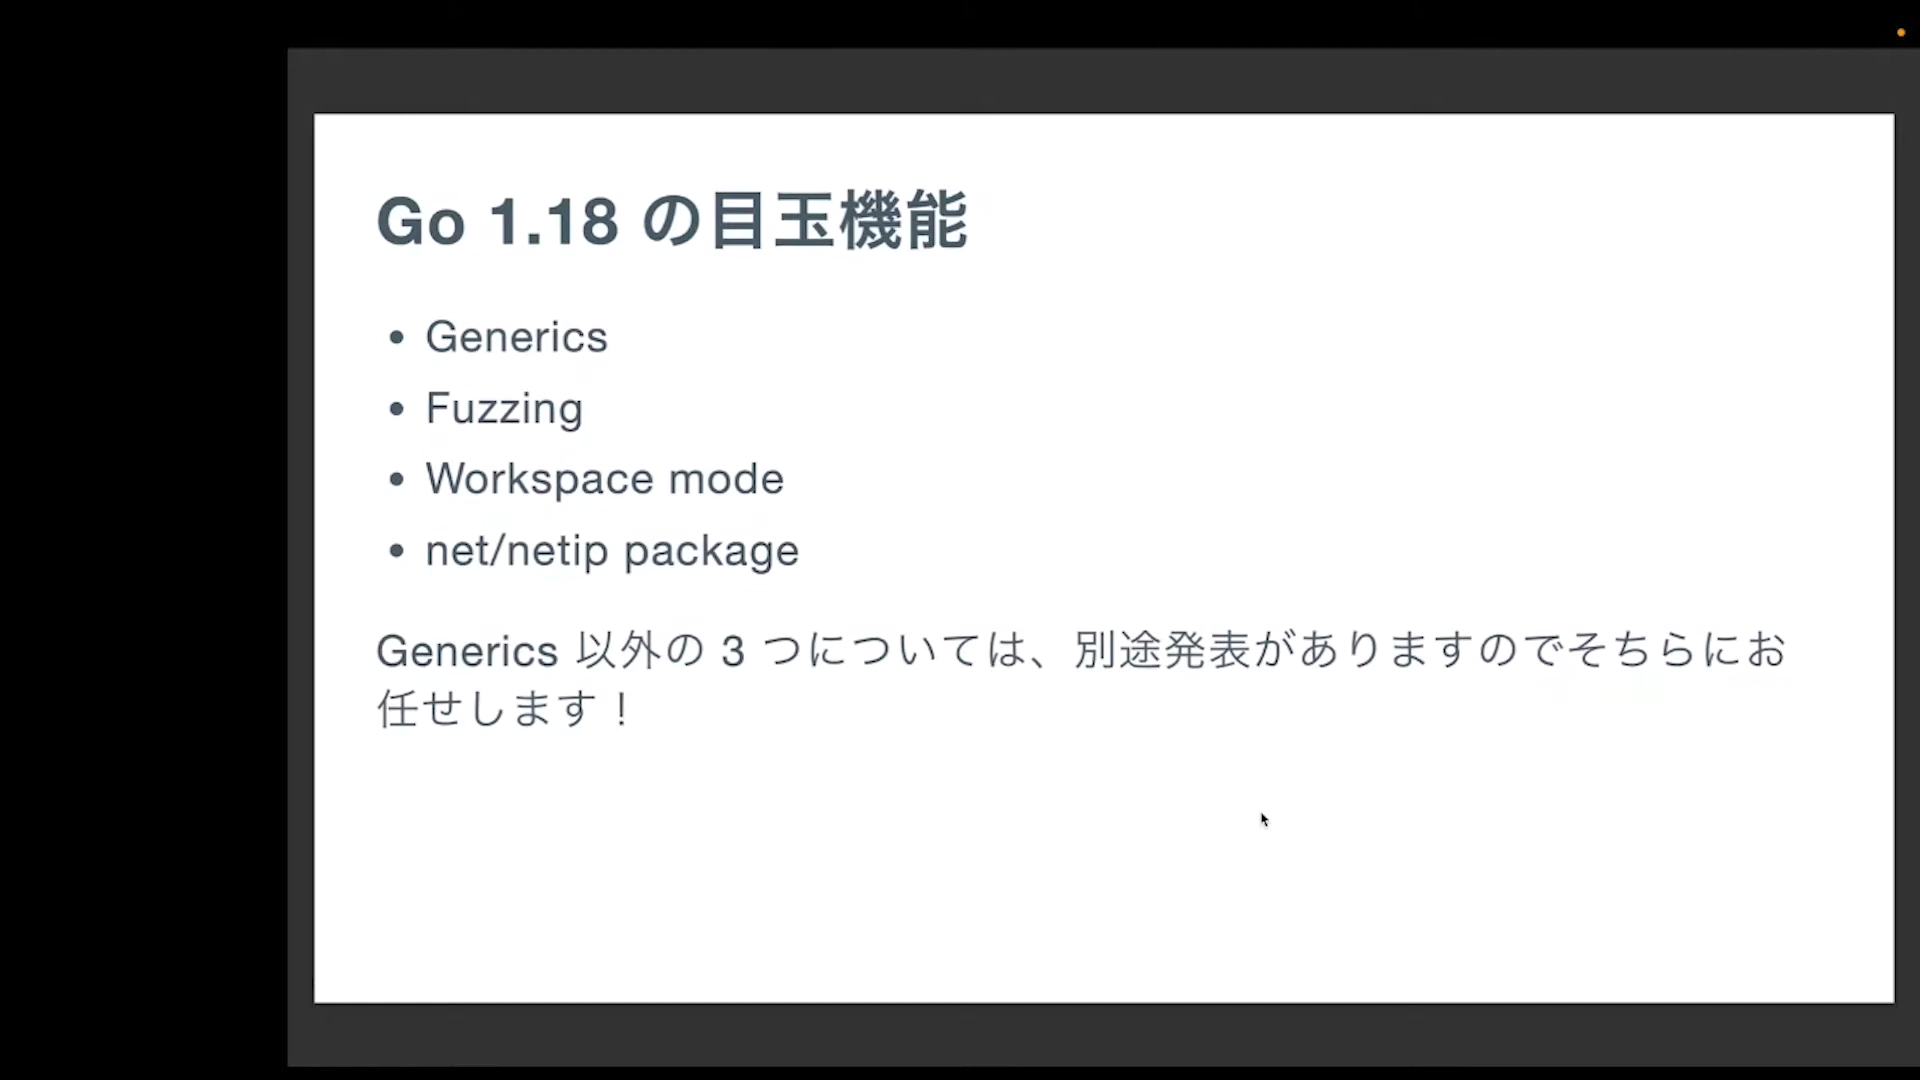 Go 1.18 の目玉機能
• Generics
• Fuzzing
• Workspace mode
• net/netip package
Generics 以外の 3 つについては、別途発表がありますのでそちらにお
任せします！